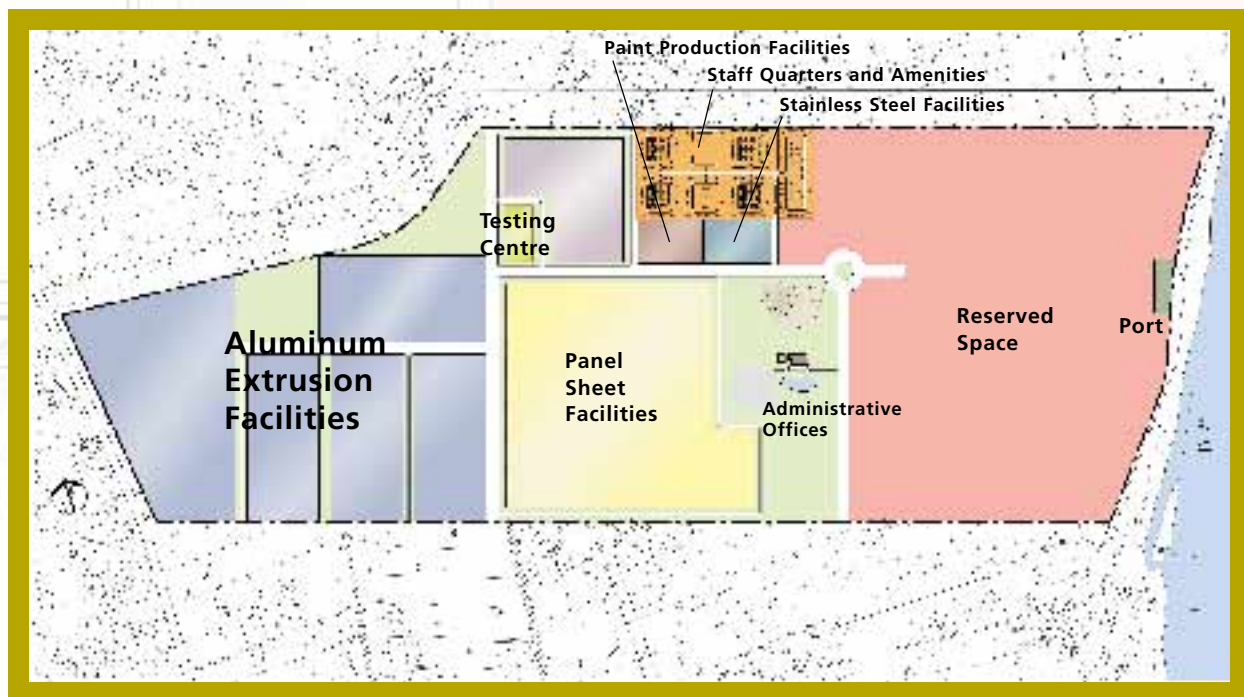 Paint Production Facilities
Staff Quarters and Amenities
Stainless Steel Facilities
Testing
Centre
Aluminum
Extrusion
Facilities
Panel
Sheet
Facilities
Administrative
Offices
Reserved
Space
Port